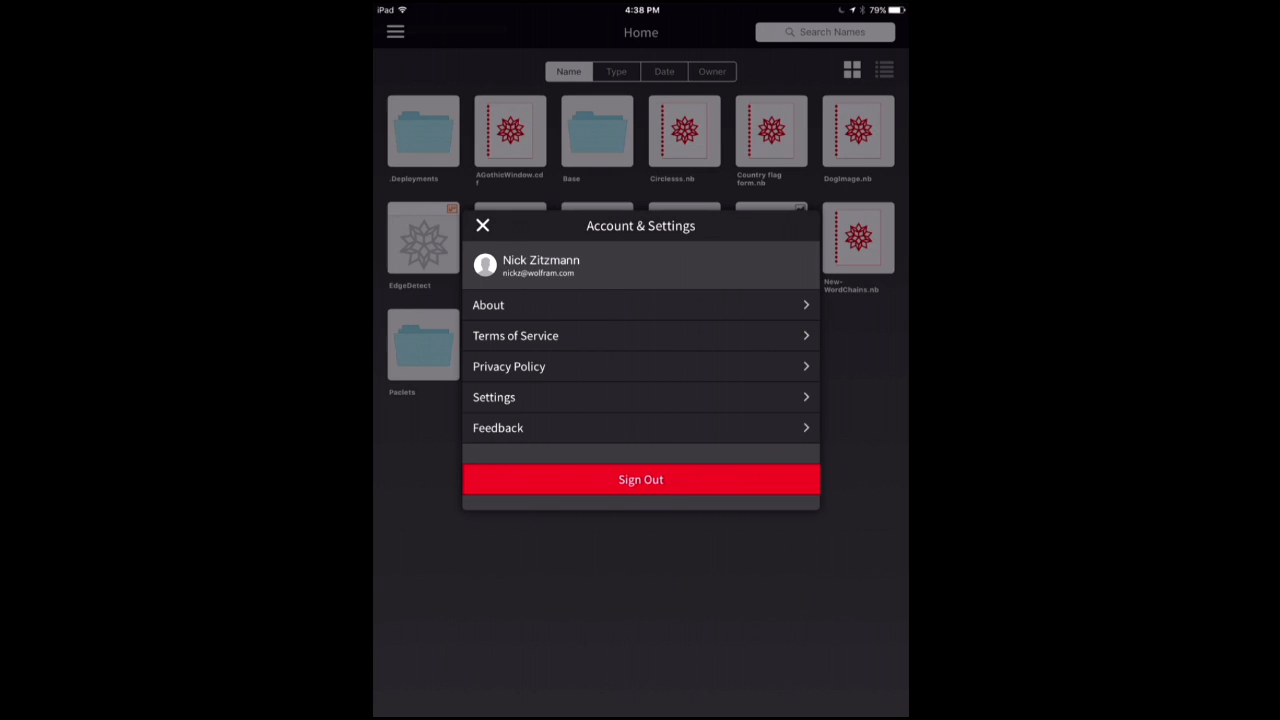 iPad 4:38 PM 79%
Home Search Names
Name Type Date Owner
.Deployments AGothicWindow.cd Base Circlesss.nb Country flag DogImage.nb
f form.nb
Account & Settings
Nick Zitzmann
nickz@wolfram.com
EdgeDetect New-
WordChains.nb
About
Terms of Service
Privacy Policy
Paclets
Settings
Feedback
Sign Out